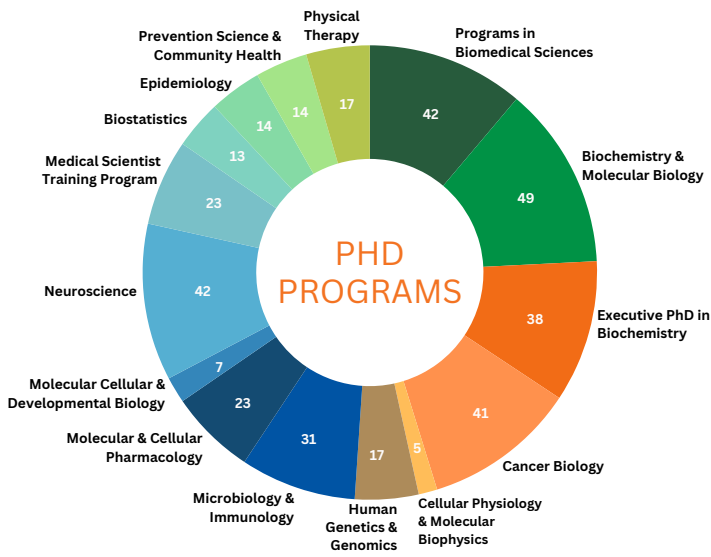 Physical
Therapy
17
Programs in
Biomedical Sciences
42
Biochemistry &
Molecular Biology
49
Executive PhD in
Biochemistry
38
Cancer Biology
41
Cellular Physiology
& Molecular
Biophysics
5
Human
Genetics &
Genomics
17
Microbiology &
Immunology
31
Molecular & Cellular
Pharmacology
23
Molecular Cellular &
Developmental Biology
7
Neuroscience
42
Medical Scientist
Training Program
23
Biostatistics
13
Epidemiology
14
Prevention Science &
Community Health
14
PHD
PROGRAMS